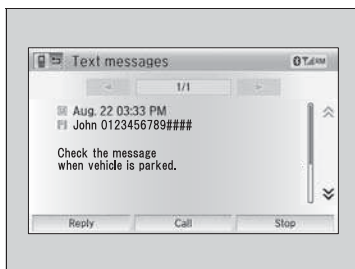 Text messages
1/1
Aug. 22 03:33 PM
John 0123456789####
Check the message
when vehicle is parked.
Reply Call Stop